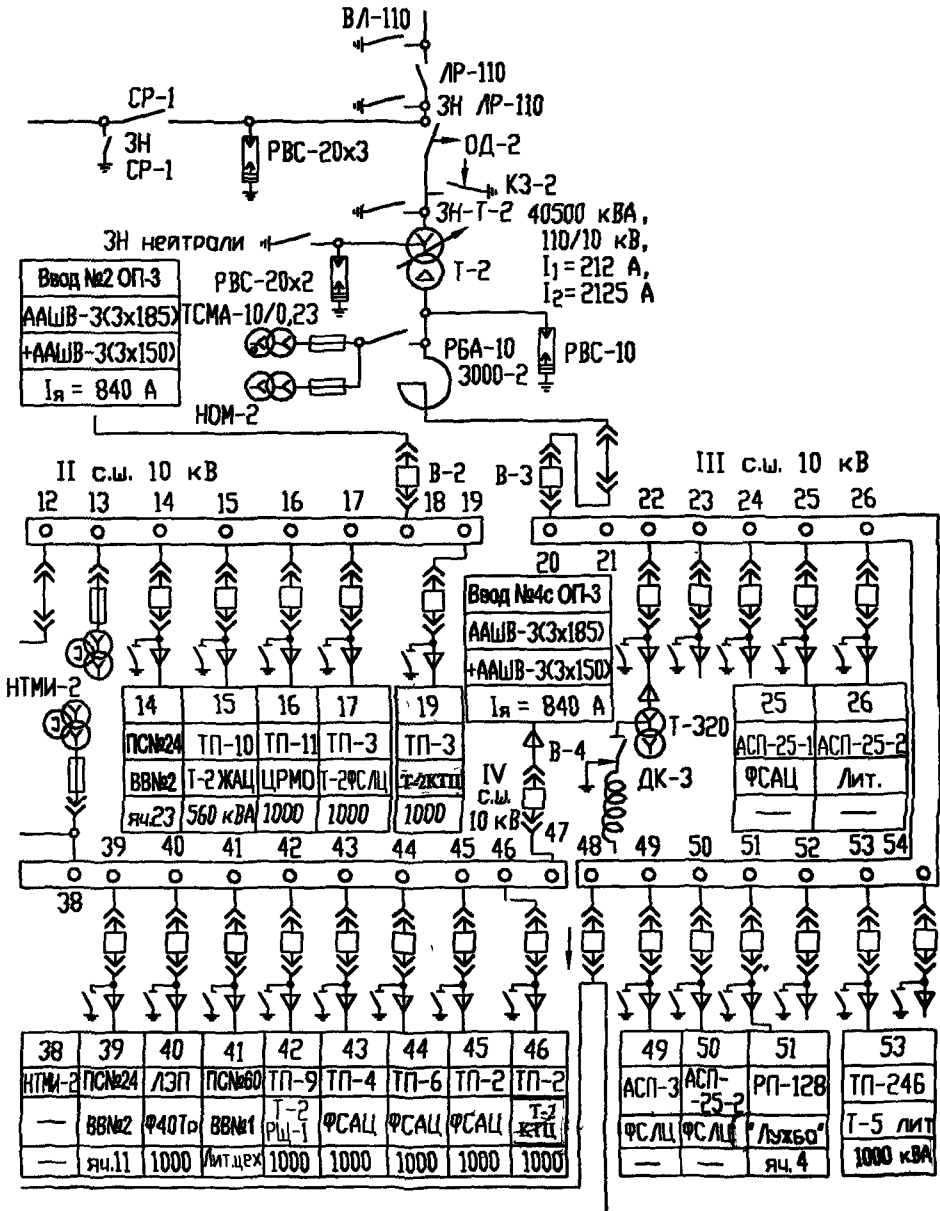 ВЛ-110
ЛР-110
ЗН ЛР-110
СР-1
ЗН
СР-1
РВС-20х3
ОД-2
КЗ-2
ЗН-Т-2
40500 кВА,
110/10 кВ,
I₁=212 А,
I₂=2125 А
ЗН нейтрали
РВС-20х2
Т-2
Ввод №2 ОП-3
ААШВ-3(3х185)
+ААШВ-3(3х150)
Iя = 840 А
ТСМА-10/0,23
НОМ-2
РБА-10
3000-2
РВС-10
II с.ш. 10 кВ
В-2
В-3
III с.ш. 10 кВ
12 13 14 15 16 17 18 19
22 23 24 25 26
20 21
Ввод №4с ОП-3
ААШВ-3(3х185)
+ААШВ-3(3х150)
Iя = 840 А
НТМИ-2
14 15 16 17 19
ПС№24 ТП-10 ТП-11 ТП-3 ТП-3
ВВ№2 Т-2 ЖАЦ ЦРМО Т-2ФСЛЦ Т-2КТЦ
яч.23 560 кВА 1000 1000 1000
IV
с.ш.
10 кВ
В-4
Т-320
ДК-3
25 26
АСП-25-1 АСП-25-2
ФСАЦ Лит.
— —
39 40 41 42 43 44 45 46 47
48 49 50 51 52 53 54
38
38 39 40 41 42 43 44 45 46
НТМИ-2 ПС№24 ЛЭП ПС№60 ТП-9 ТП-4 ТП-6 ТП-2 ТП-2
— ВВ№2 Ф40Тр ВВ№1 Т-2 РЩ-1 ФСАЦ ФСАЦ ФСАЦ Т-2 КТЦ
— яч.11 1000 Лит.цех 1000 1000 1000 1000 1000
49 50 51
АСП-3 АСП-25-2 РП-128
ФСЛЦ ФСЛЦ "Лужба"
— — яч. 4
53
ТП-246
Т-5 лит
1000 кВА